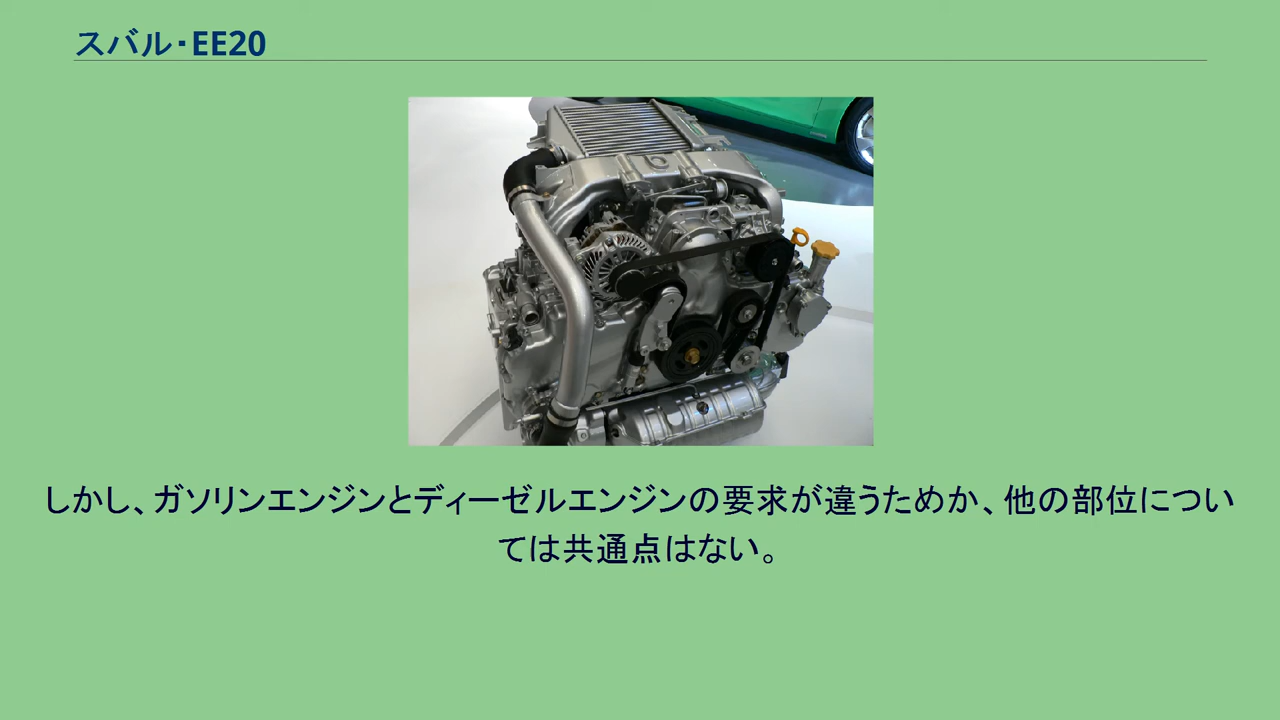 スバル・EE20
しかし、ガソリンエンジンとディーゼルエンジンの要求が違うためか、他の部位につい
ては共通点はない。